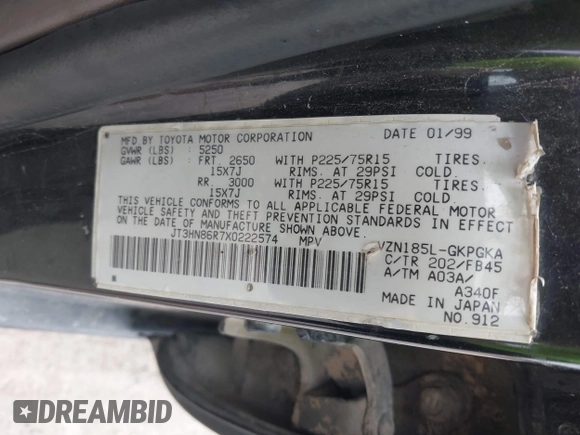 MFD BY TOYOTA MOTOR CORPORATION DATE 01/99
GVWR (LBS) : 5250
GAWR (LBS) : FRT. 2650 WITH P225/75R15 TIRES.
15X7J RIMS. AT 29PSI COLD.
RR. 3000 WITH P225/75R15 TIRES.
15X7J RIMS. AT 29PSI COLD.
THIS VEHICLE CONFORMS TO ALL APPLICABLE FEDERAL MOTOR
VEHICLE SAFETY AND THEFT PREVENTION STANDARDS IN EFFECT
ON THE DATE OF MANUFACTURE SHOWN ABOVE.
JT3HN86R7X0222574 MPV
VZN185L-GKPGKA
C/TR 202/FB45
A/TM A03A/
A340F
MADE IN JAPAN
NO.912
DREAMBID